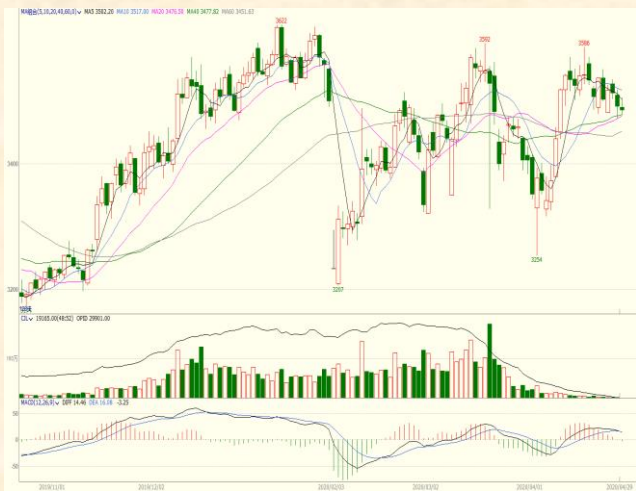 MA组合(5,10,20,40,60,0) MA5 3502.20 MA10 3517.80 MA20 3476.50 MA40 3477.82 MA60 3451.63
3622
3592
3586
3400
3254
3207
3200
CJL 19165.00(48:52) OPID 29901.00
MACD(12,26,9) DIFF 14.46 DEA 16.08 -3.25
50
0
-50
2019/11/01 2019/12/02 2020/02/03 2020/03/02 2020/04/01 2020/04/29